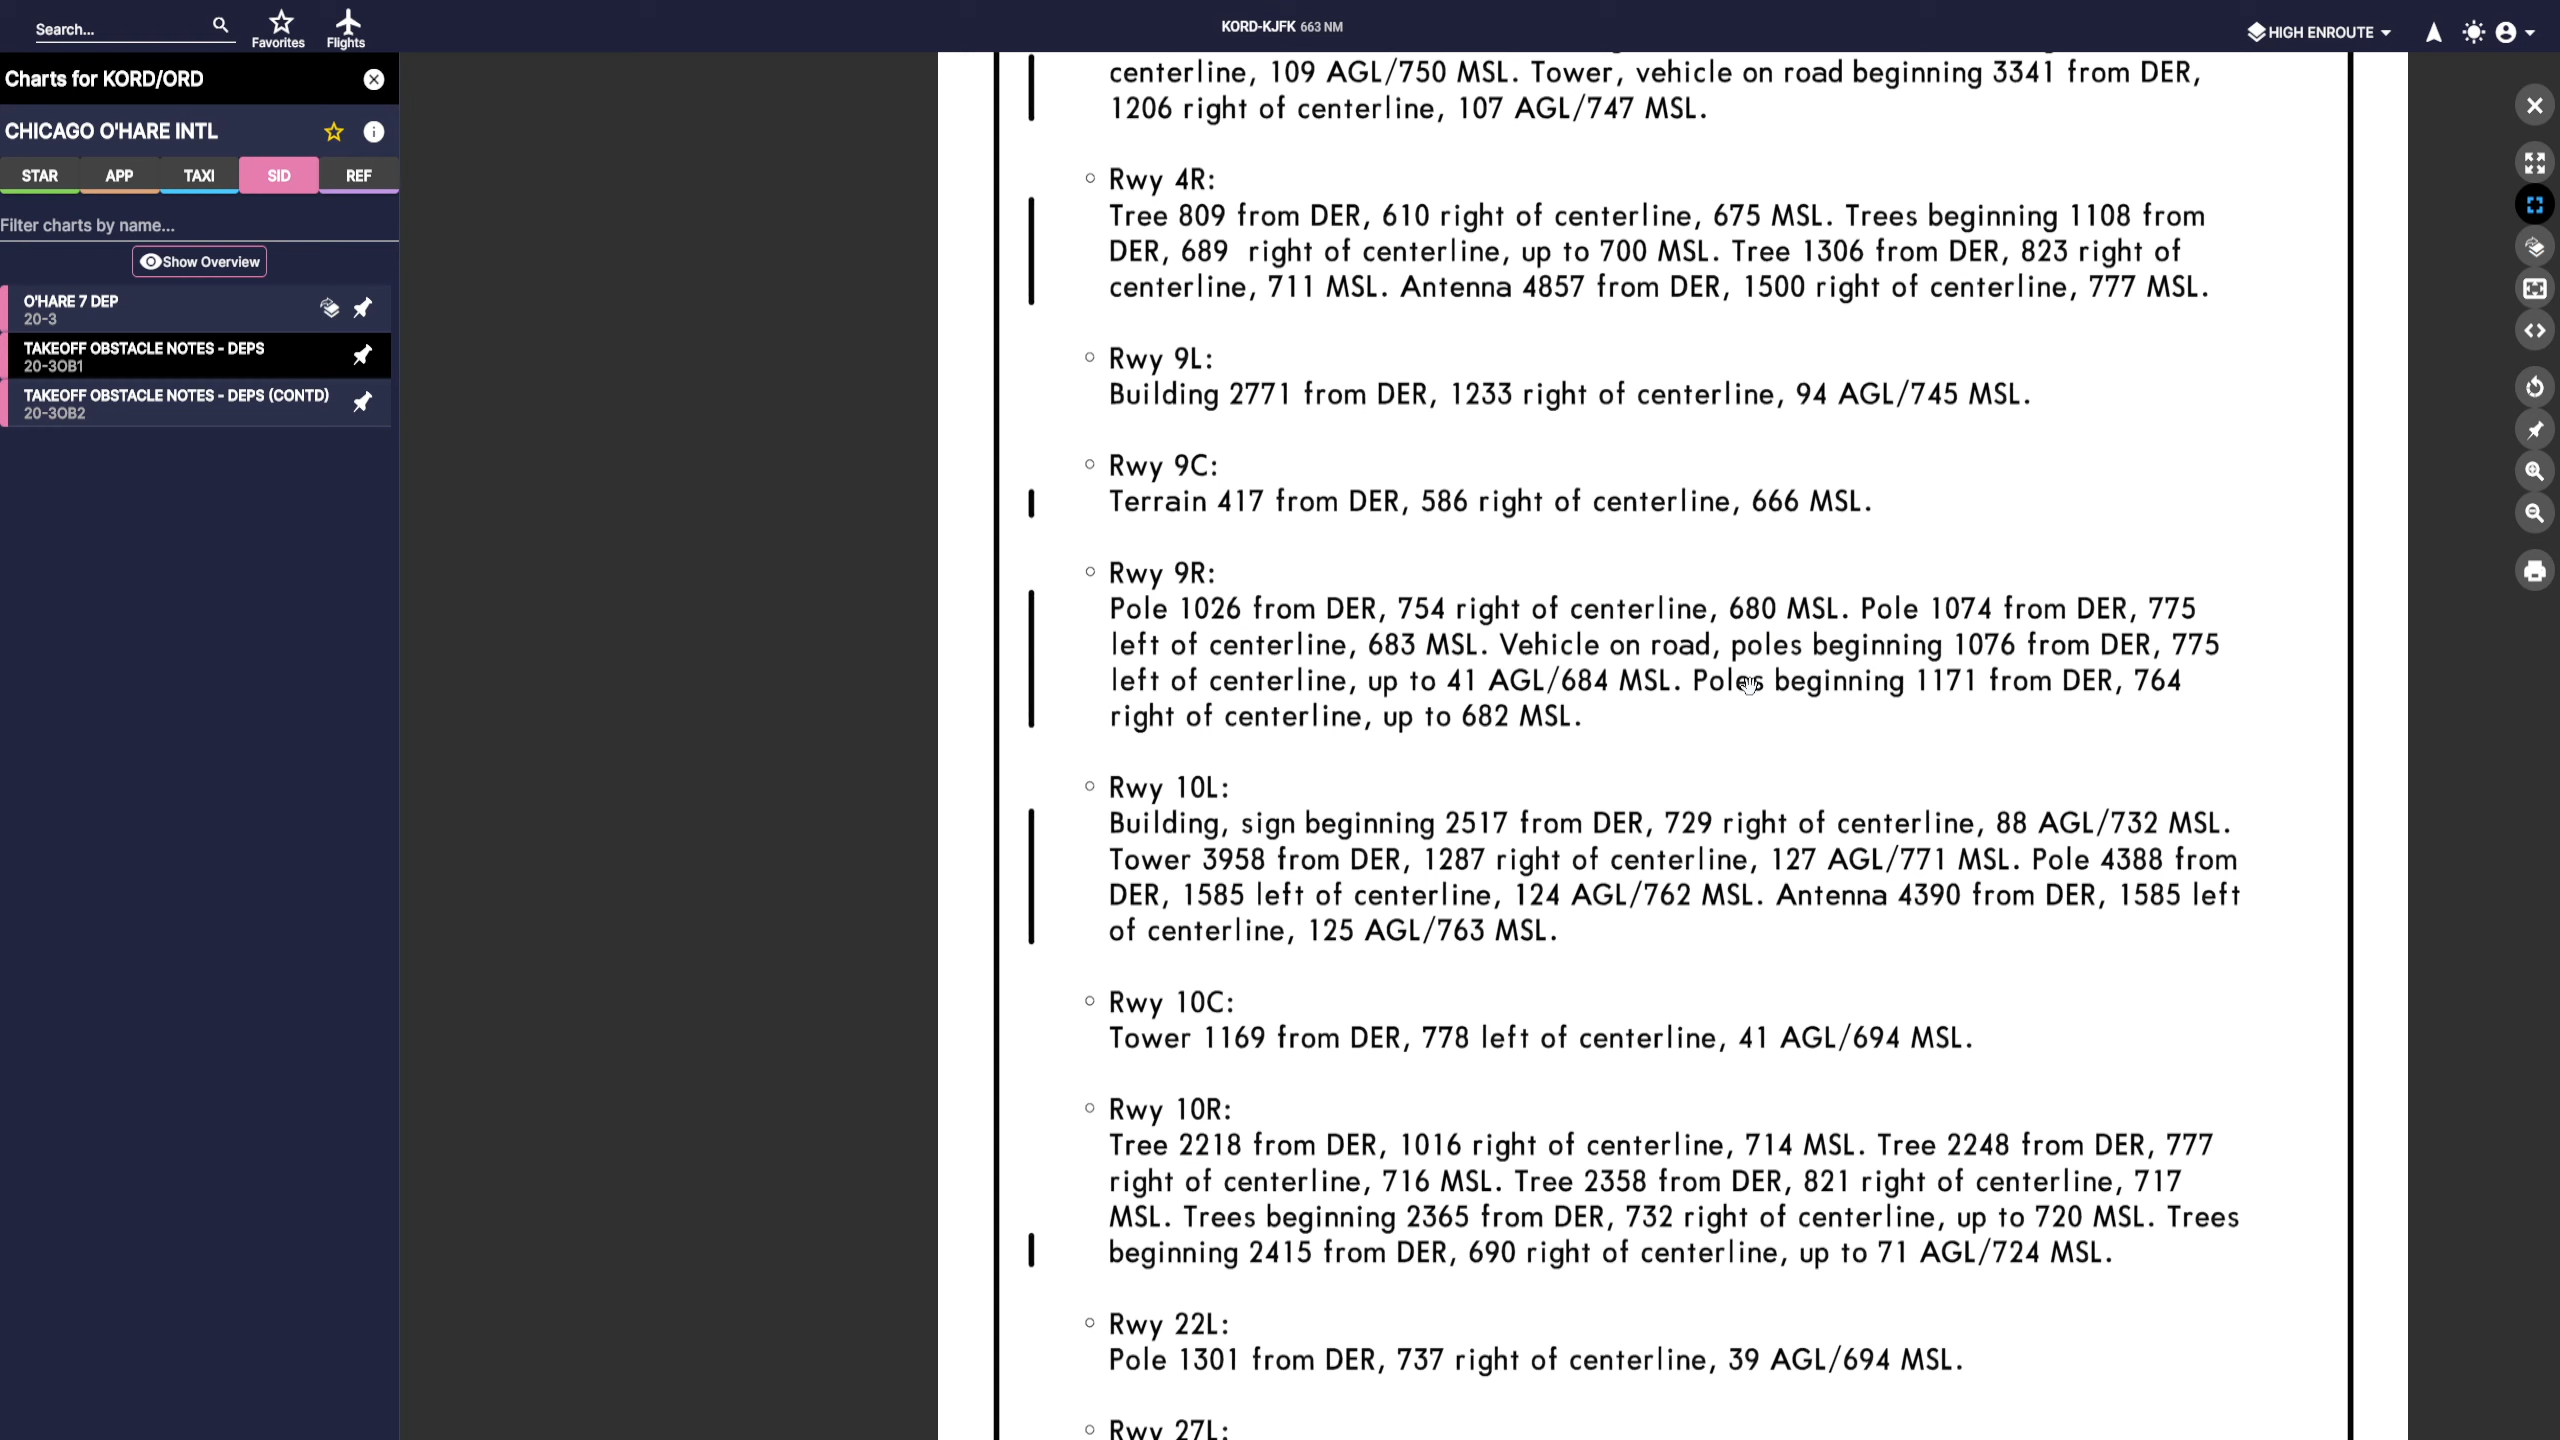 Search...
Favorites
Flights
KORD-KJFK 663 NM
HIGH ENROUTE
Charts for KORD/ORD
CHICAGO O'HARE INTL
STAR
APP
TAXI
SID
REF
Filter charts by name...
Show Overview
O'HARE 7 DEP
20-3
TAKEOFF OBSTACLE NOTES - DEPS
20-3OB1
TAKEOFF OBSTACLE NOTES - DEPS (CONTD)
20-3OB2
centerline, 109 AGL/750 MSL. Tower, vehicle on road beginning 3341 from DER,
1206 right of centerline, 107 AGL/747 MSL.
Rwy 4R:
Tree 809 from DER, 610 right of centerline, 675 MSL. Trees beginning 1108 from
DER, 689 right of centerline, up to 700 MSL. Tree 1306 from DER, 823 right of
centerline, 711 MSL. Antenna 4857 from DER, 1500 right of centerline, 777 MSL.
Rwy 9L:
Building 2771 from DER, 1233 right of centerline, 94 AGL/745 MSL.
Rwy 9C:
Terrain 417 from DER, 586 right of centerline, 666 MSL.
Rwy 9R:
Pole 1026 from DER, 754 right of centerline, 680 MSL. Pole 1074 from DER, 775
left of centerline, 683 MSL. Vehicle on road, poles beginning 1076 from DER, 775
left of centerline, up to 41 AGL/684 MSL. Poles beginning 1171 from DER, 764
right of centerline, up to 682 MSL.
Rwy 10L:
Building, sign beginning 2517 from DER, 729 right of centerline, 88 AGL/732 MSL.
Tower 3958 from DER, 1287 right of centerline, 127 AGL/771 MSL. Pole 4388 from
DER, 1585 left of centerline, 124 AGL/762 MSL. Antenna 4390 from DER, 1585 left
of centerline, 125 AGL/763 MSL.
Rwy 10C:
Tower 1169 from DER, 778 left of centerline, 41 AGL/694 MSL.
Rwy 10R:
Tree 2218 from DER, 1016 right of centerline, 714 MSL. Tree 2248 from DER, 777
right of centerline, 716 MSL. Tree 2358 from DER, 821 right of centerline, 717
MSL. Trees beginning 2365 from DER, 732 right of centerline, up to 720 MSL. Trees
beginning 2415 from DER, 690 right of centerline, up to 71 AGL/724 MSL.
Rwy 22L:
Pole 1301 from DER, 737 right of centerline, 39 AGL/694 MSL.
Rwy 27L: